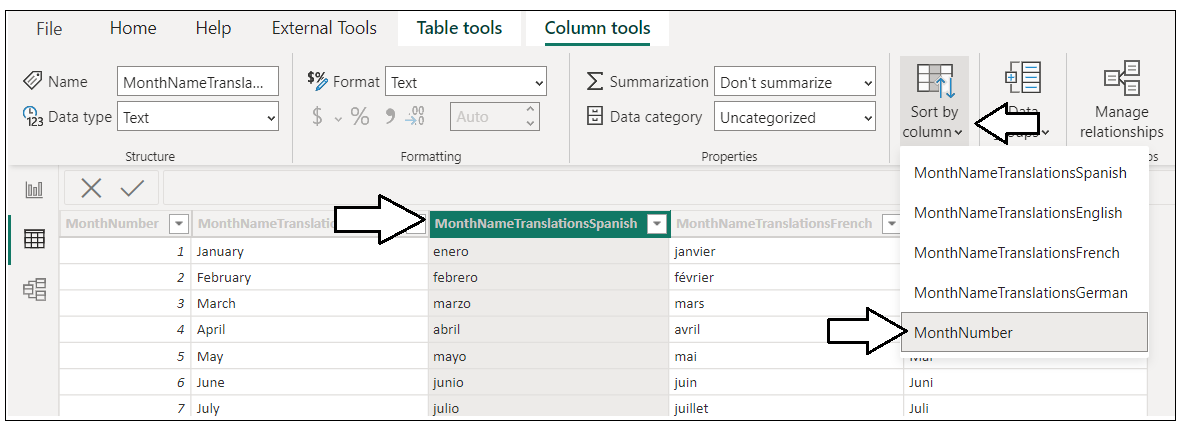 File Home Help External Tools Table tools Column tools
Name MonthNameTransla... $% Format Text Summarization Don't summarize
Data type Text $ % Auto Data category Uncategorized
Sort by column
Data
Manage relationships
Structure Formatting Properties
MonthNameTranslationsSpanish
MonthNameTranslationsEnglish
MonthNameTranslationsFrench
MonthNameTranslationsGerman
MonthNumber
MonthNumber MonthNameTranslati MonthNameTranslationsSpanish MonthNameTranslationsFrench
1 January enero janvier
2 February febrero février
3 March marzo mars
4 April abril avril
5 May mayo mai Mai
6 June junio juin Juni
7 July julio juillet Juli